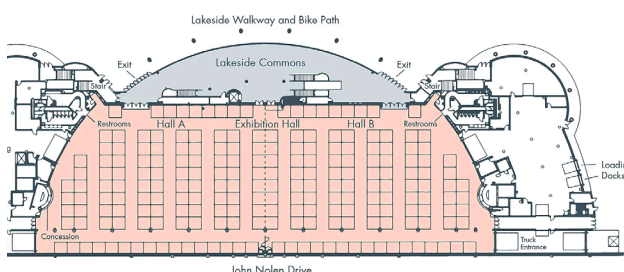 Lakeside Walkway and Bike Path
Exit
Lakeside Commons
Exit
Stair
Stair
Restrooms
Hall A
Exhibition Hall
Hall B
Restrooms
Loadi
Docks
Concession
Truck
Entrance
John Nolen Drive